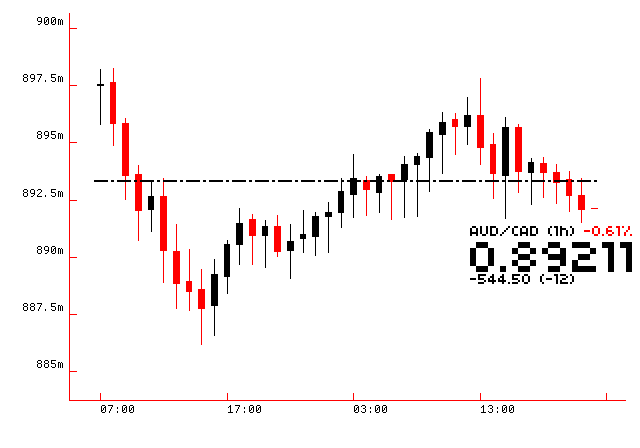 900m
897.5m
895m
892.5m
890m
887.5m
885m
AUD/CAD (1h) -0.61%
0.89211
-544.50 (-12)
07:00
17:00
03:00
13:00